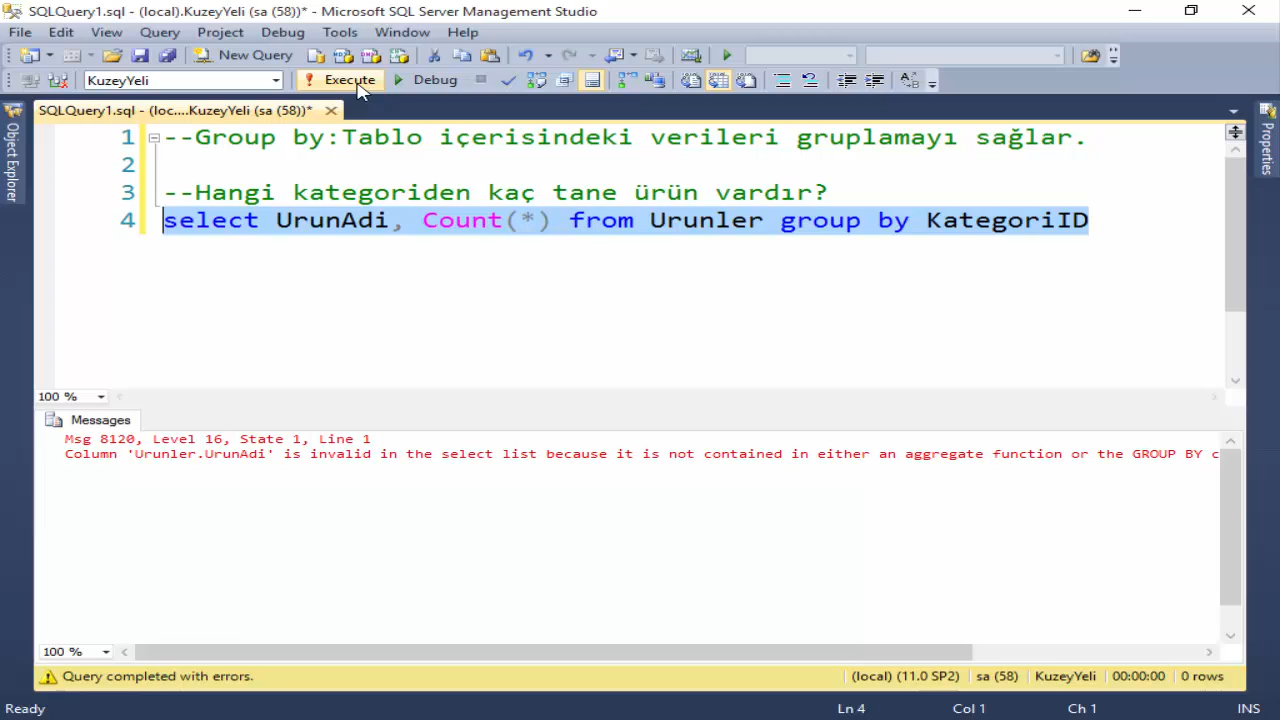 SQLQuery1.sql - (local).KuzeyYeli (sa (58))* - Microsoft SQL Server Management Studio
File Edit View Query Project Debug Tools Window Help
New Query
KuzeyYeli Execute Debug
SQLQuery1.sql - (loc....KuzeyYeli (sa (58))*
Object Explorer
Properties
1 --Group by:Tablo içerisindeki verileri gruplamayı sağlar.
2
3 --Hangi kategoriden kaç tane ürün vardır?
4 select UrunAdi, Count(*) from Urunler group by KategoriID
100 %
Messages
Msg 8120, Level 16, State 1, Line 1
Column 'Urunler.UrunAdi' is invalid in the select list because it is not contained in either an aggregate function or the GROUP BY c
100 %
Query completed with errors. (local) (11.0 SP2) sa (58) KuzeyYeli 00:00:00 0 rows
Ready Ln 4 Col 1 Ch 1 INS